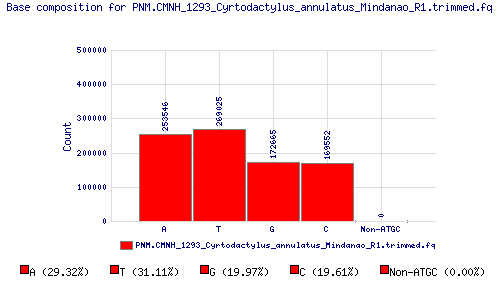 Base composition for PNM.CMNH_1293_Cyrtodactylus_annulatus_Mindanao_R1.trimmed.fq
500000
400000
300000
200000
100000
0
Count
253546
269025
172665
169552
0
A T G C Non-ATGC
PNM.CMNH_1293_Cyrtodactylus_annulatus_Mindanao_R1.trimmed.fq
A (29.32%) T (31.11%) G (19.97%) C (19.61%) Non-ATGC (0.00%)